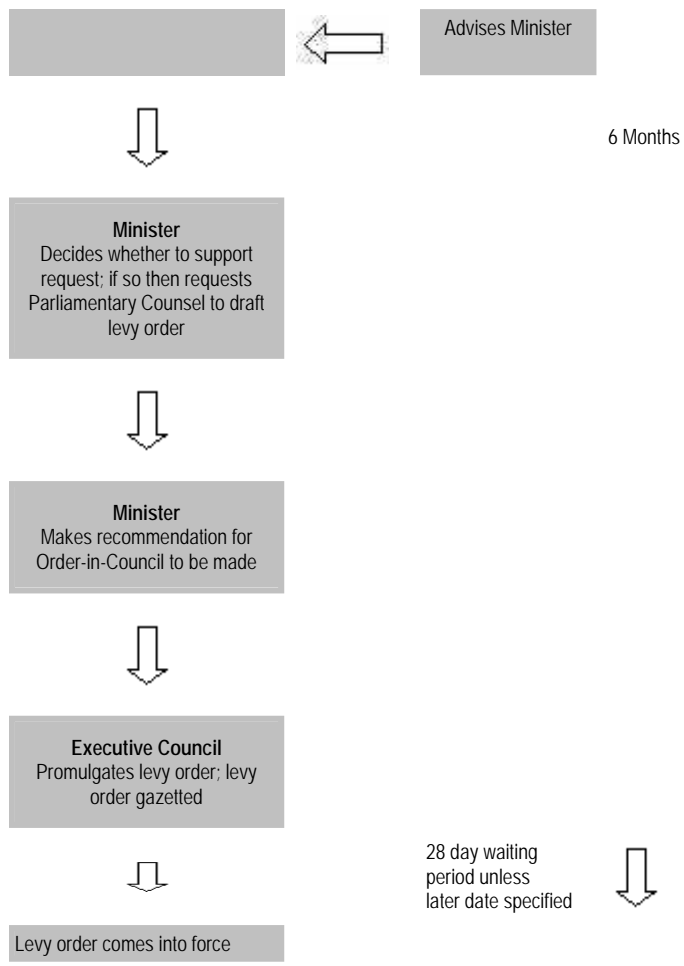 Advises Minister
6 Months
Minister
Decides whether to support
request; if so then requests
Parliamentary Counsel to draft
levy order
Minister
Makes recommendation for
Order-in-Council to be made
Executive Council
Promulgates levy order; levy
order gazetted
28 day waiting
period unless
later date specified
Levy order comes into force